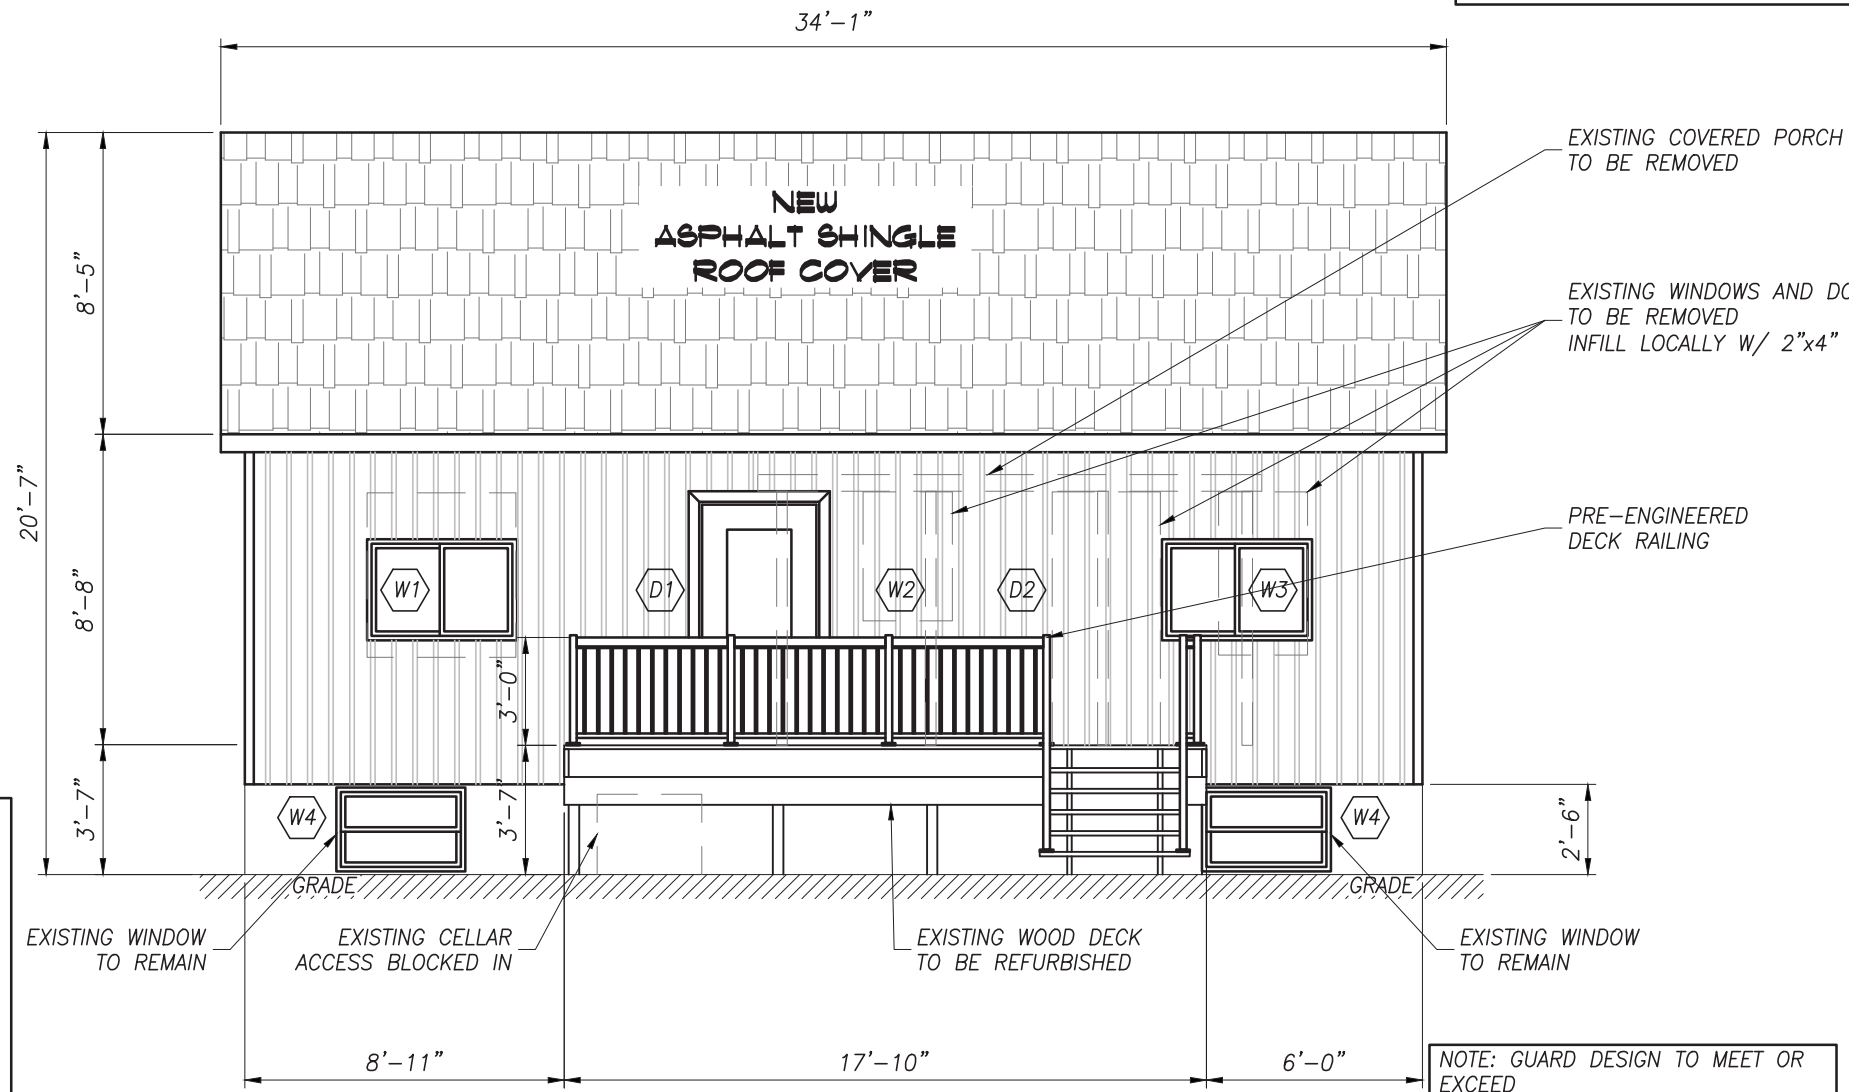 34'-1"
EXISTING COVERED PORCH
TO BE REMOVED
NEW
ASPHALT SHINGLE
ROOF COVER
8'-5"
EXISTING WINDOWS AND DO
TO BE REMOVED
INFILL LOCALLY W/ 2"x4"
20'-7"
PRE-ENGINEERED
DECK RAILING
8'-8"
W1
D1
W2
D2
W3
3'-0"
3'-7"
W4
3'-7"
W4
2'-6"
GRADE
GRADE
EXISTING WINDOW
TO REMAIN
EXISTING CELLAR
ACCESS BLOCKED IN
EXISTING WOOD DECK
TO BE REFURBISHED
EXISTING WINDOW
TO REMAIN
8'-11"
17'-10"
6'-0"
NOTE: GUARD DESIGN TO MEET OR
EXCEED